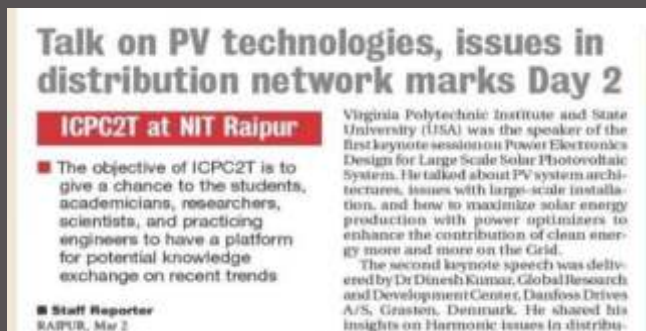 Talk on PV technologies, issues in
distribution network marks Day 2
ICPC2T at NIT Raipur
■ The objective of ICPC2T is to
give a chance to the students,
academicians, researchers,
scientists, and practicing
engineers to have a platform
for potential knowledge
exchange on recent trends
■ Staff Reporter
RAIPUR, Mar 2
Virginia Polytechnic Institute and State
University (USA) was the speaker of the
first keynote session on Power Electronics
Design for Large Scale Solar Photovoltaic
System. He talked about PV system archi-
tectures, issues with large-scale installa-
tion, and how to maximize solar energy
production with power optimizers to
enhance the contribution of clean ener-
gy more and more on the Grid.
The second keynote speech was deliv-
ered by Dr Dinesh Kumar, Global Research
and Development Center, Danfoss Drives
A/S, Grasten, Denmark. He shared his
insights on Harmonic issues in distribu-